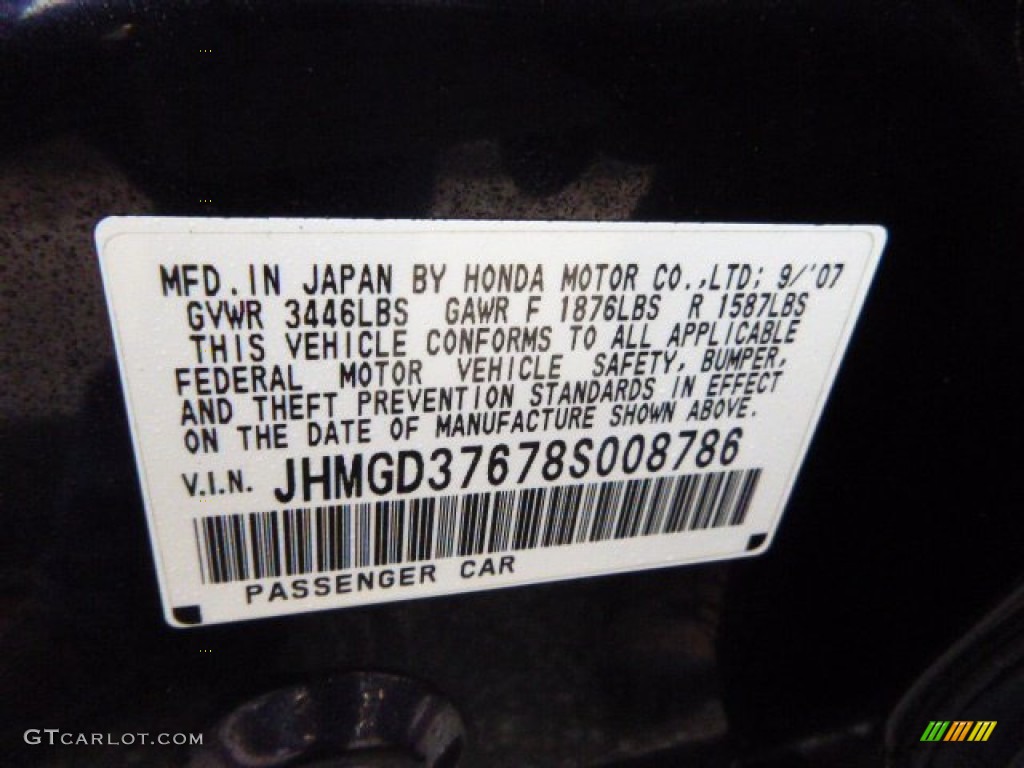 MFD.IN JAPAN BY HONDA MOTOR CO.,LTD; 9/'07
GVWR 3446LBS GAWR F 1876LBS R 1587LBS
THIS VEHICLE CONFORMS TO ALL APPLICABLE
FEDERAL MOTOR VEHICLE SAFETY, BUMPER,
AND THEFT PREVENTION STANDARDS IN EFFECT
ON THE DATE OF MANUFACTURE SHOWN ABOVE.
V.I.N. JHMGD37678S008786
PASSENGER CAR
GTCARLOT.COM